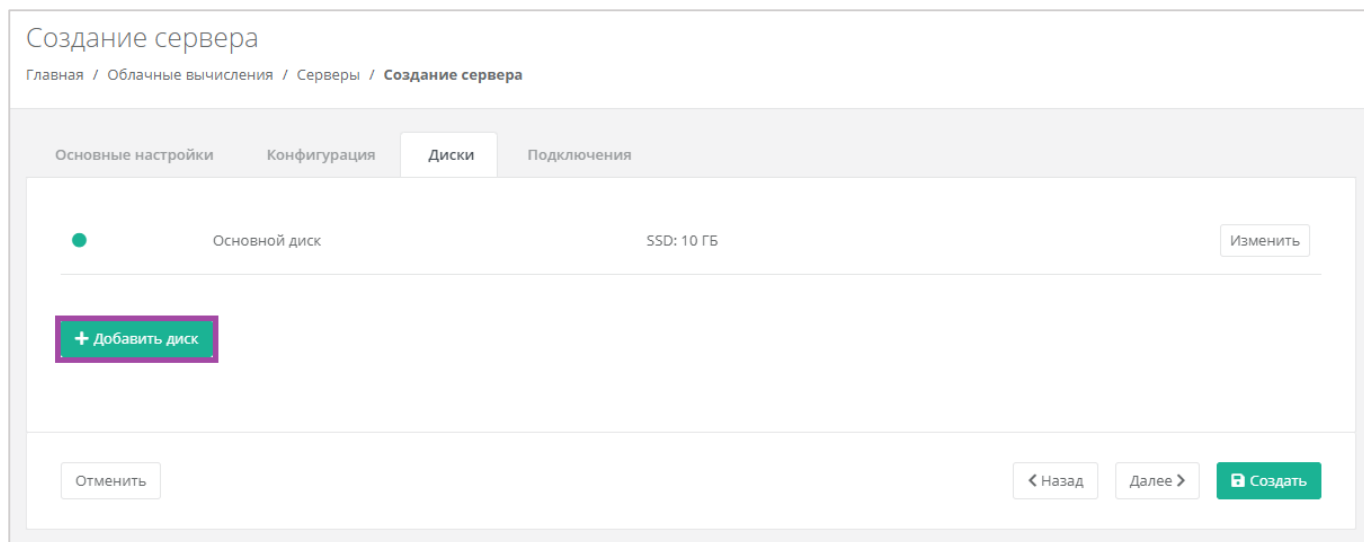 Создание сервера
Главная / Облачные вычисления / Серверы / Создание сервера
Основные настройки Конфигурация Диски Подключения
Основной диск SSD: 10 ГБ Изменить
+ Добавить диск
Отменить Назад Далее Создать